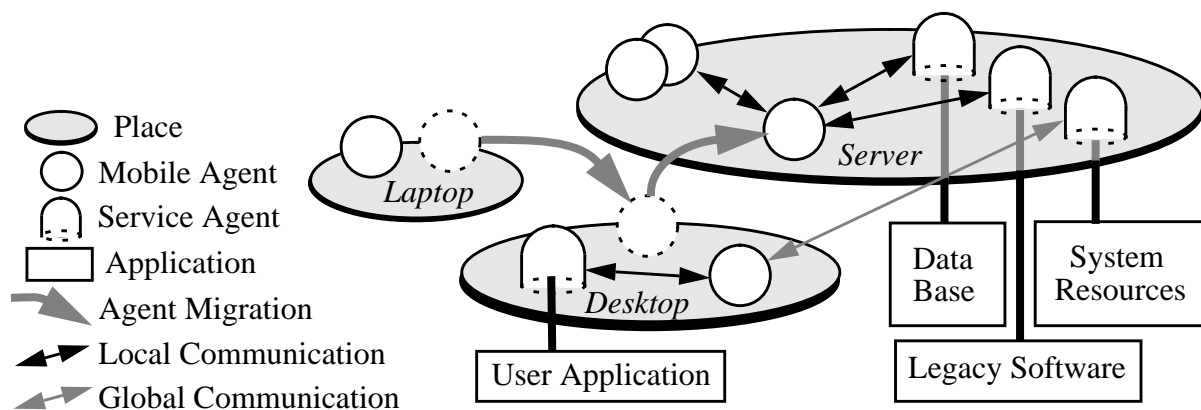 Place
Mobile Agent
Service Agent
Application
Agent Migration
Local Communication
Global Communication
Laptop
Server
Desktop
User Application
Data
Base
System
Resources
Legacy Software